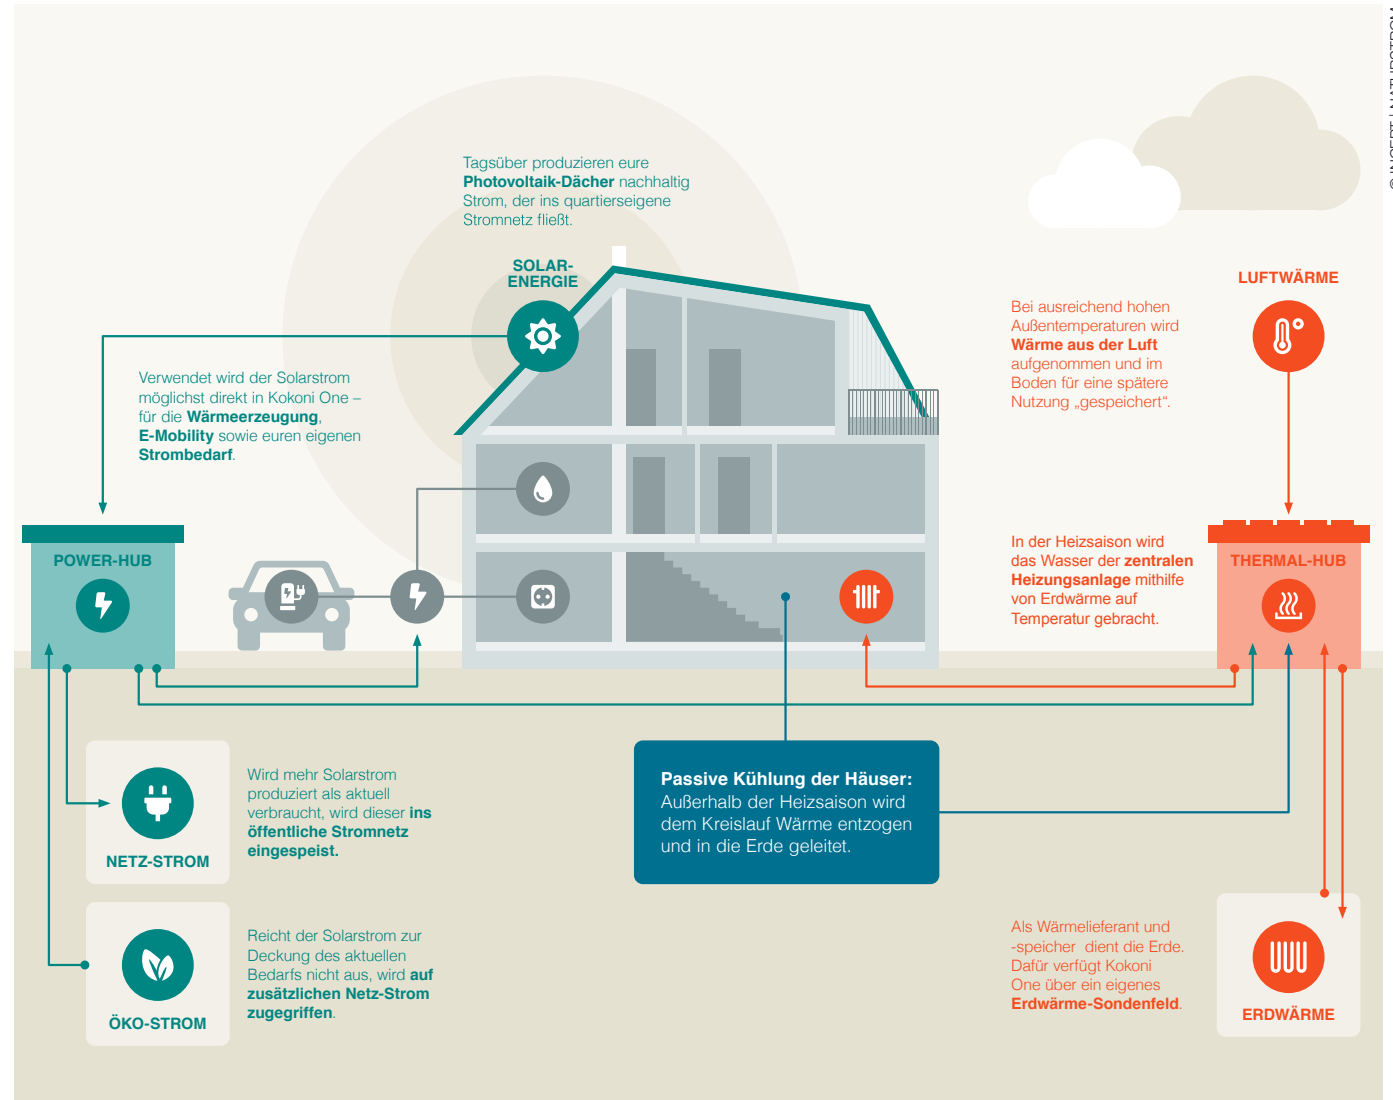 © INCEPT | NATURSTROM
Tagsüber produzieren eure
Photovoltaik-Dächer nachhaltig
Strom, der ins quartierseigene
Stromnetz fließt.
SOLAR-
ENERGIE
LUFTWÄRME
Bei ausreichend hohen
Außentemperaturen wird
Wärme aus der Luft
aufgenommen und im
Boden für eine spätere
Nutzung „gespeichert“.
Verwendet wird der Solarstrom
möglichst direkt in Kokoni One –
für die Wärmeerzeugung,
E-Mobility sowie euren eigenen
Strombedarf.
POWER-HUB
In der Heizsaison wird
das Wasser der zentralen
Heizungsanlage mithilfe
von Erdwärme auf
Temperatur gebracht.
THERMAL-HUB
Wird mehr Solarstrom
produziert als aktuell
verbraucht, wird dieser ins
öffentliche Stromnetz
eingespeist.
NETZ-STROM
Passive Kühlung der Häuser:
Außerhalb der Heizsaison wird
dem Kreislauf Wärme entzogen
und in die Erde geleitet.
Reicht der Solarstrom zur
Deckung des aktuellen
Bedarfs nicht aus, wird auf
zusätzlichen Netz-Strom
zugegriffen.
ÖKO-STROM
Als Wärmelieferant und
-speicher dient die Erde.
Dafür verfügt Kokoni
One über ein eigenes
Erdwärme-Sondenfeld.
ERDWÄRME